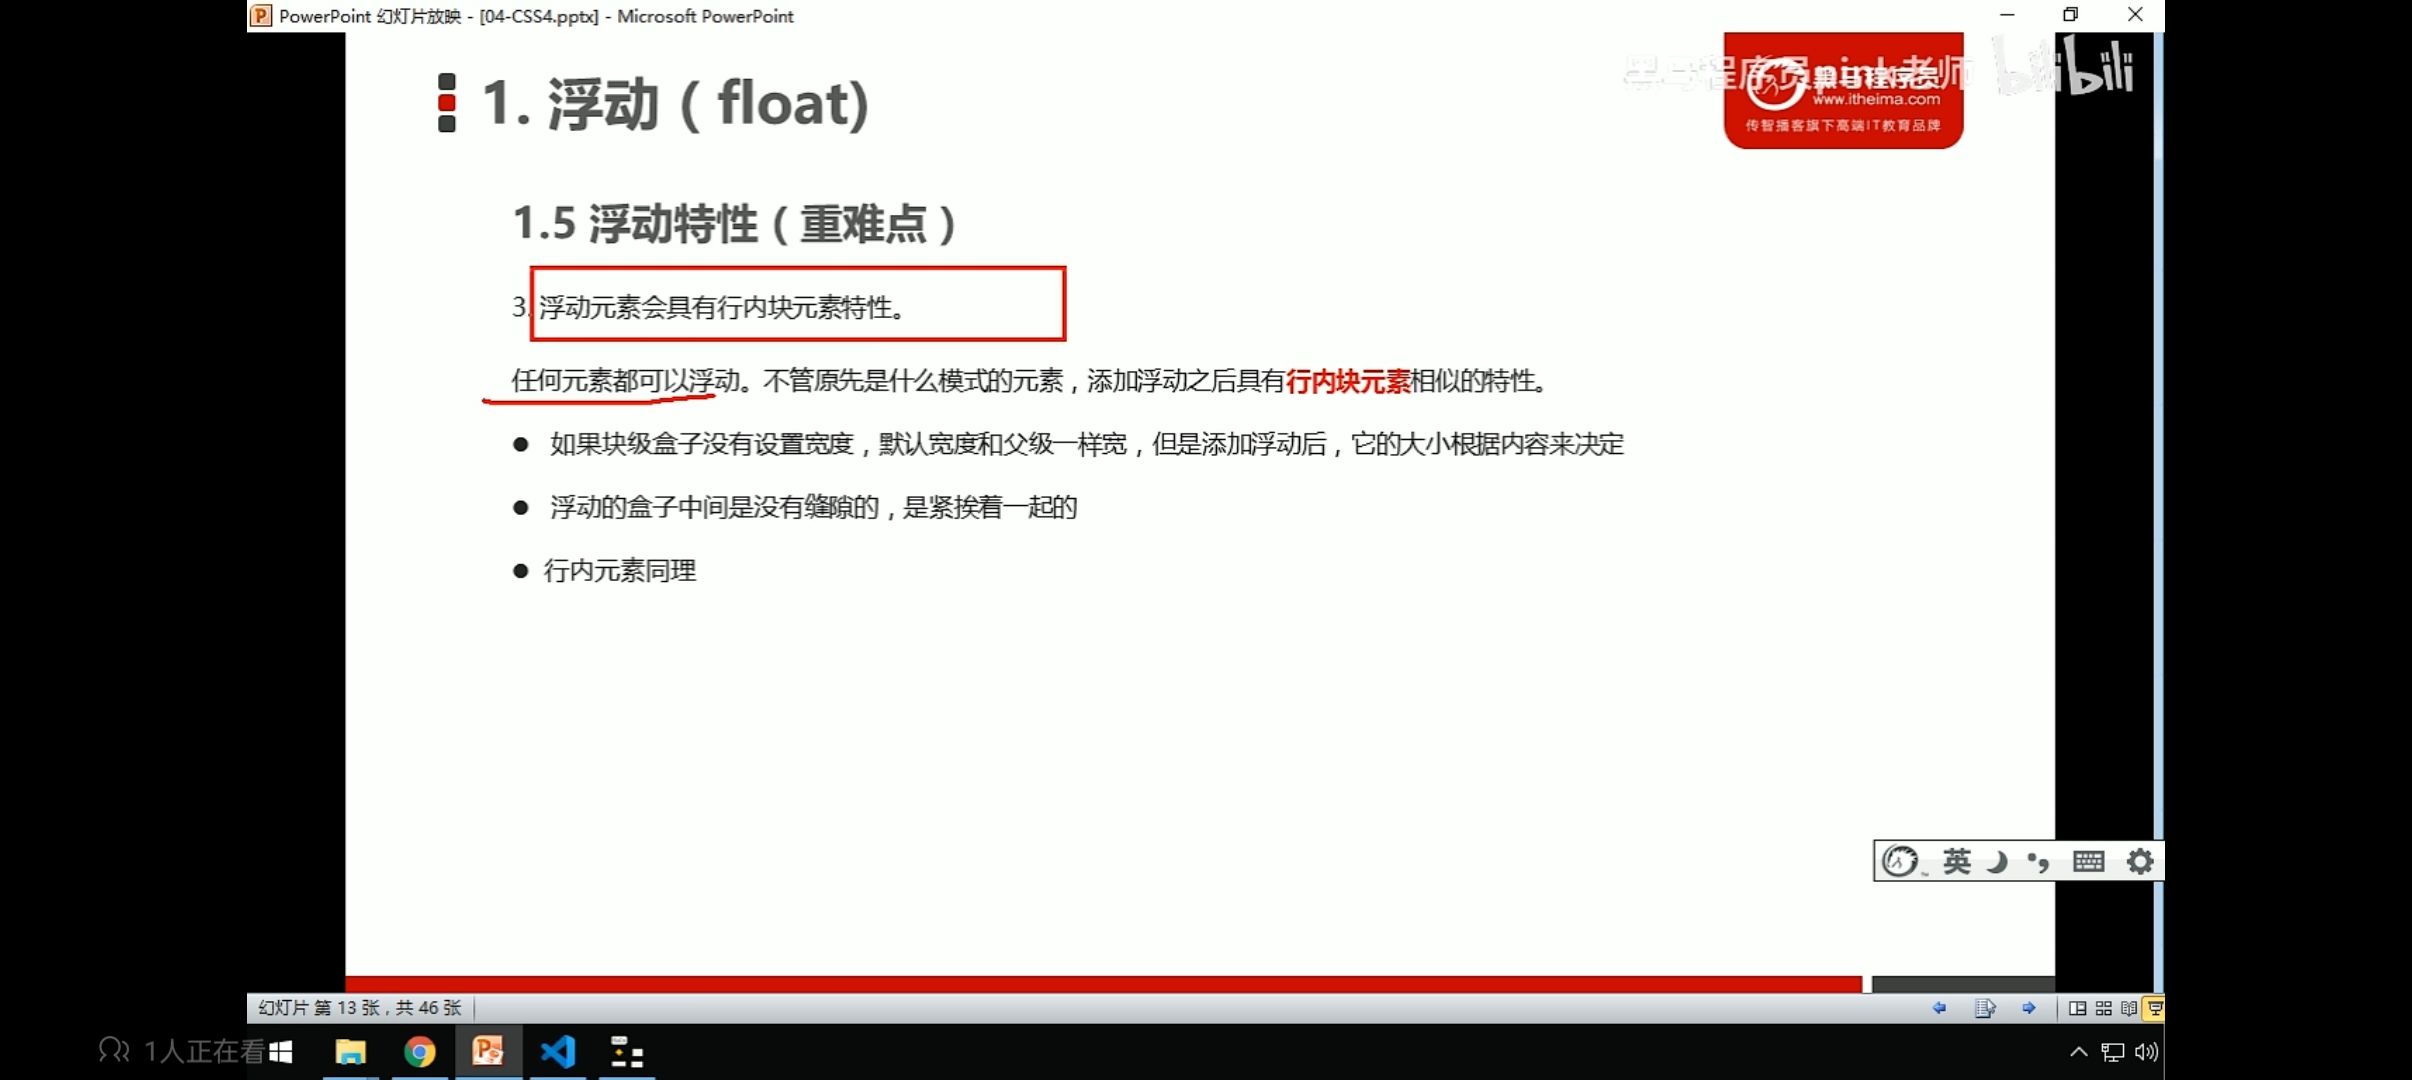 PowerPoint 幻灯片放映 - [04-CSS4.pptx] - Microsoft PowerPoint
1. 浮动（float)
黑马程序员pink老师
bilibili
www.itheima.com
传智播客旗下高端IT教育品牌
1.5 浮动特性（重难点）
3. 浮动元素会具有行内块元素特性。
任何元素都可以浮动。不管原先是什么模式的元素，添加浮动之后具有行内块元素相似的特性。
● 如果块级盒子没有设置宽度，默认宽度和父级一样宽，但是添加浮动后，它的大小根据内容来决定
● 浮动的盒子中间是没有缝隙的，是紧挨着一起的
● 行内元素同理
英
幻灯片 第 13 张，共 46 张
1人正在看